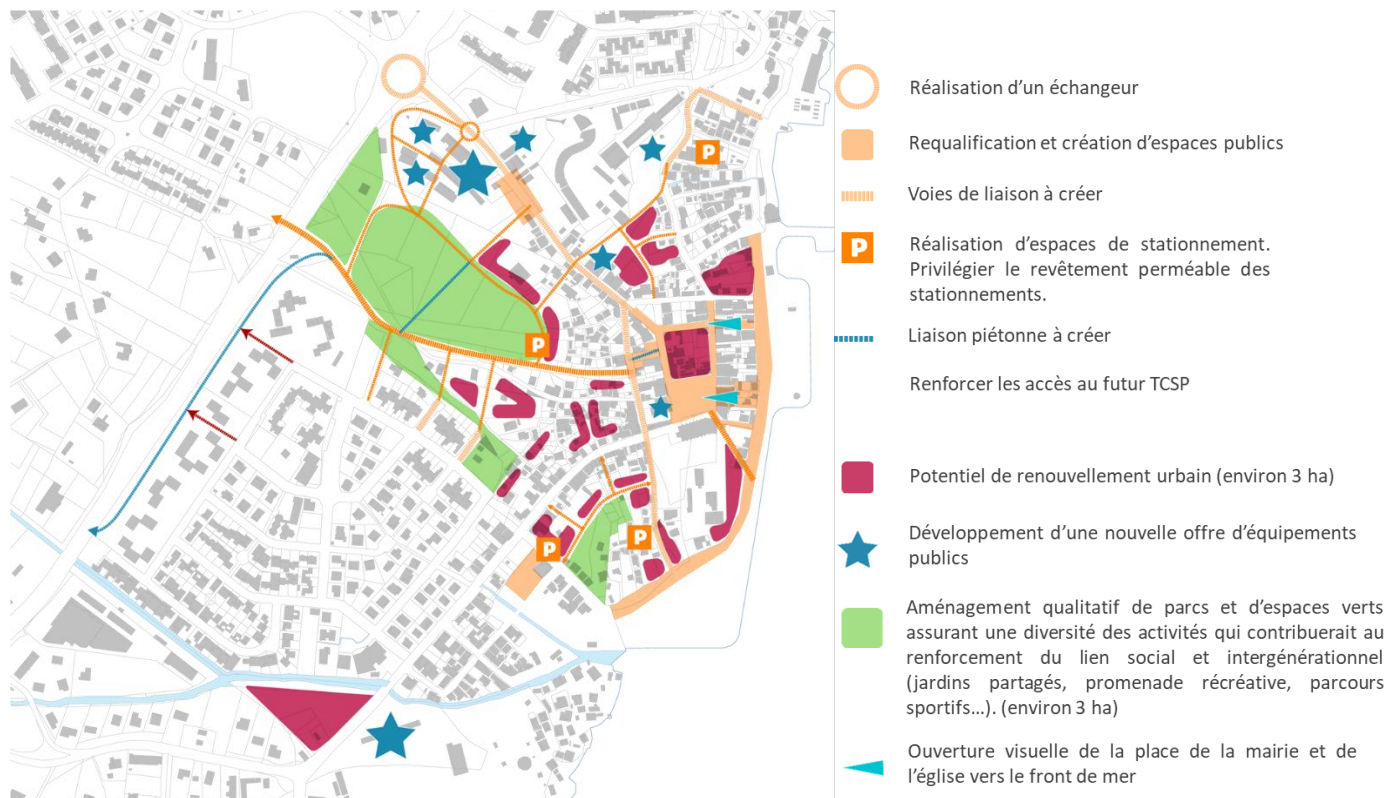 Réalisation d'un échangeur
Requalification et création d'espaces publics
P
Voies de liaison à créer
P
Réalisation d'espaces de stationnement.
Privilégier le revêtement perméable des
stationnements.
Liaison piétonne à créer
P
Renforcer les accès au futur TCSP
Potentiel de renouvellement urbain (environ 3 ha)
P
P
Développement d'une nouvelle offre d'équipements
publics
Aménagement qualitatif de parcs et d'espaces verts
assurant une diversité des activités qui contribuerait au
renforcement du lien social et intergénérationnel
(jardins partagés, promenade récréative, parcours
sportifs...). (environ 3 ha)
Ouverture visuelle de la place de la mairie et de
l'église vers le front de mer